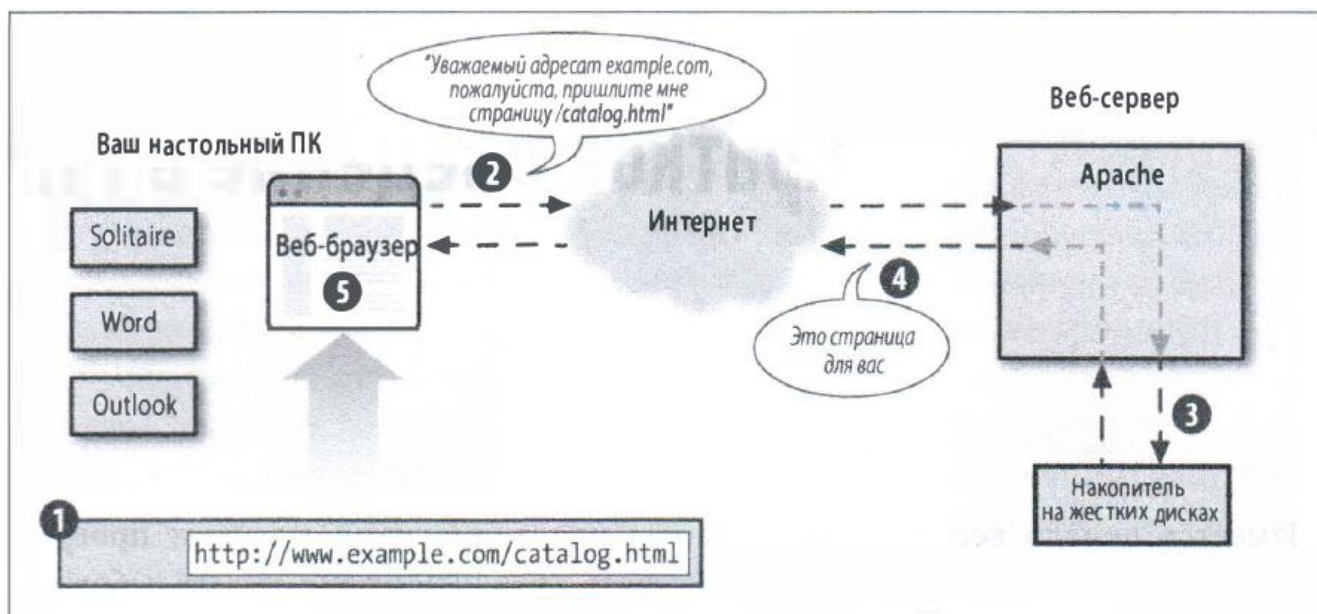 "Уважаемый адресат example.com,
пожалуйста, пришлите мне
страницу /catalog.html"
Веб-сервер
Ваш настольный ПК
2
Apache
Solitaire
Веб-браузер
Интернет
5
4
Word
Это страница
для вас
Outlook
3
Накопитель
на жестких дисках
1
http://www.example.com/catalog.html